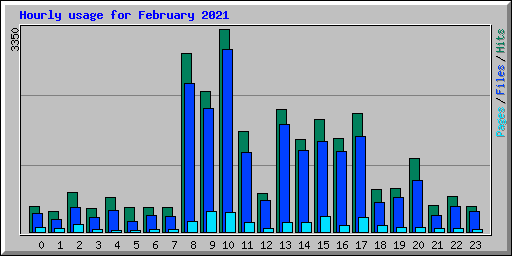 Hourly usage for February 2021
3350
Pages/Files/Hits
0 1 2 3 4 5 6 7 8 9 10 11 12 13 14 15 16 17 18 19 20 21 22 23